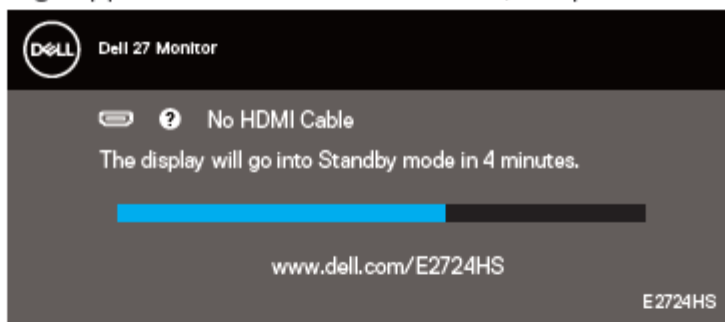 DELL
Dell 27 Monitor
? No HDMI Cable
The display will go into Standby mode in 4 minutes.
www.dell.com/E2724HS
E2724HS